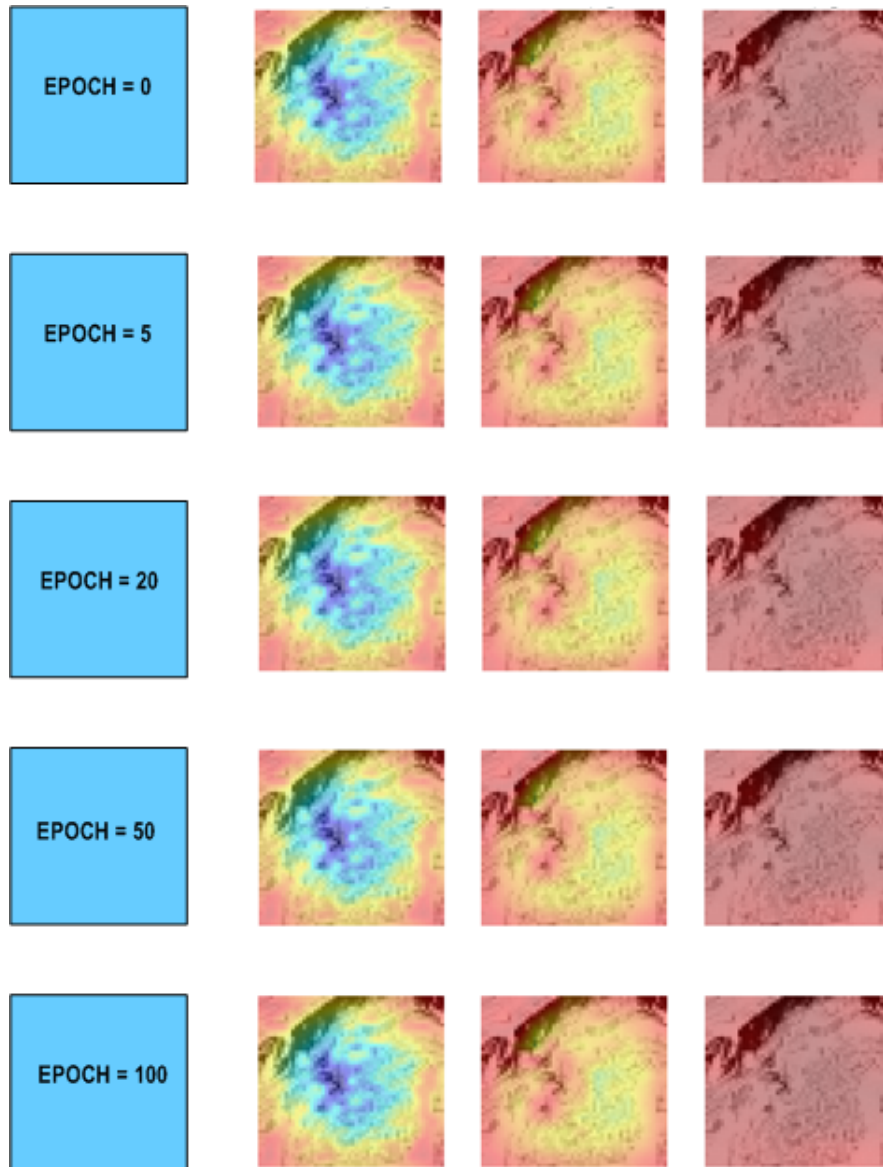 EPOCH = 0
EPOCH = 5
EPOCH = 20
EPOCH = 50
EPOCH = 100